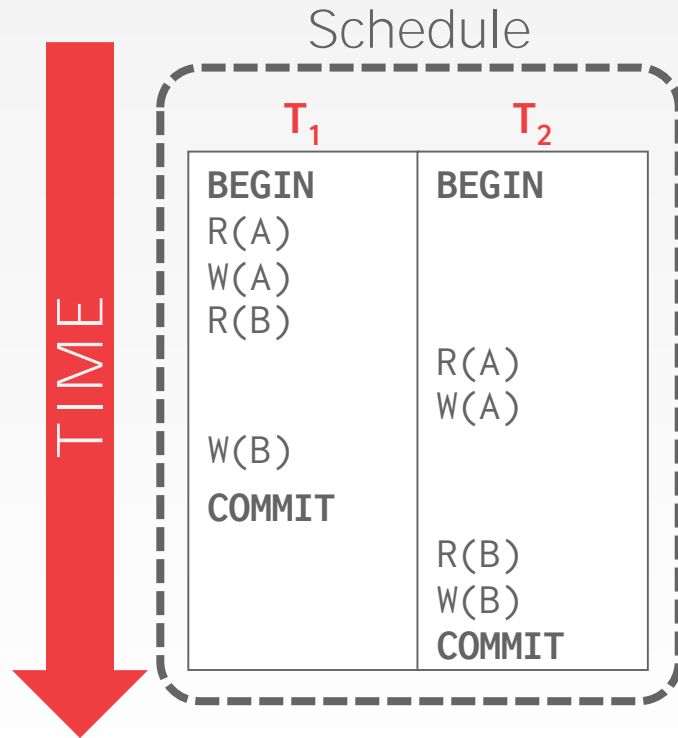 Schedule
TIME
T₁ T₂
BEGIN BEGIN
R(A)
W(A)
R(B)
R(A)
W(A)
W(B)
COMMIT
R(B)
W(B)
COMMIT